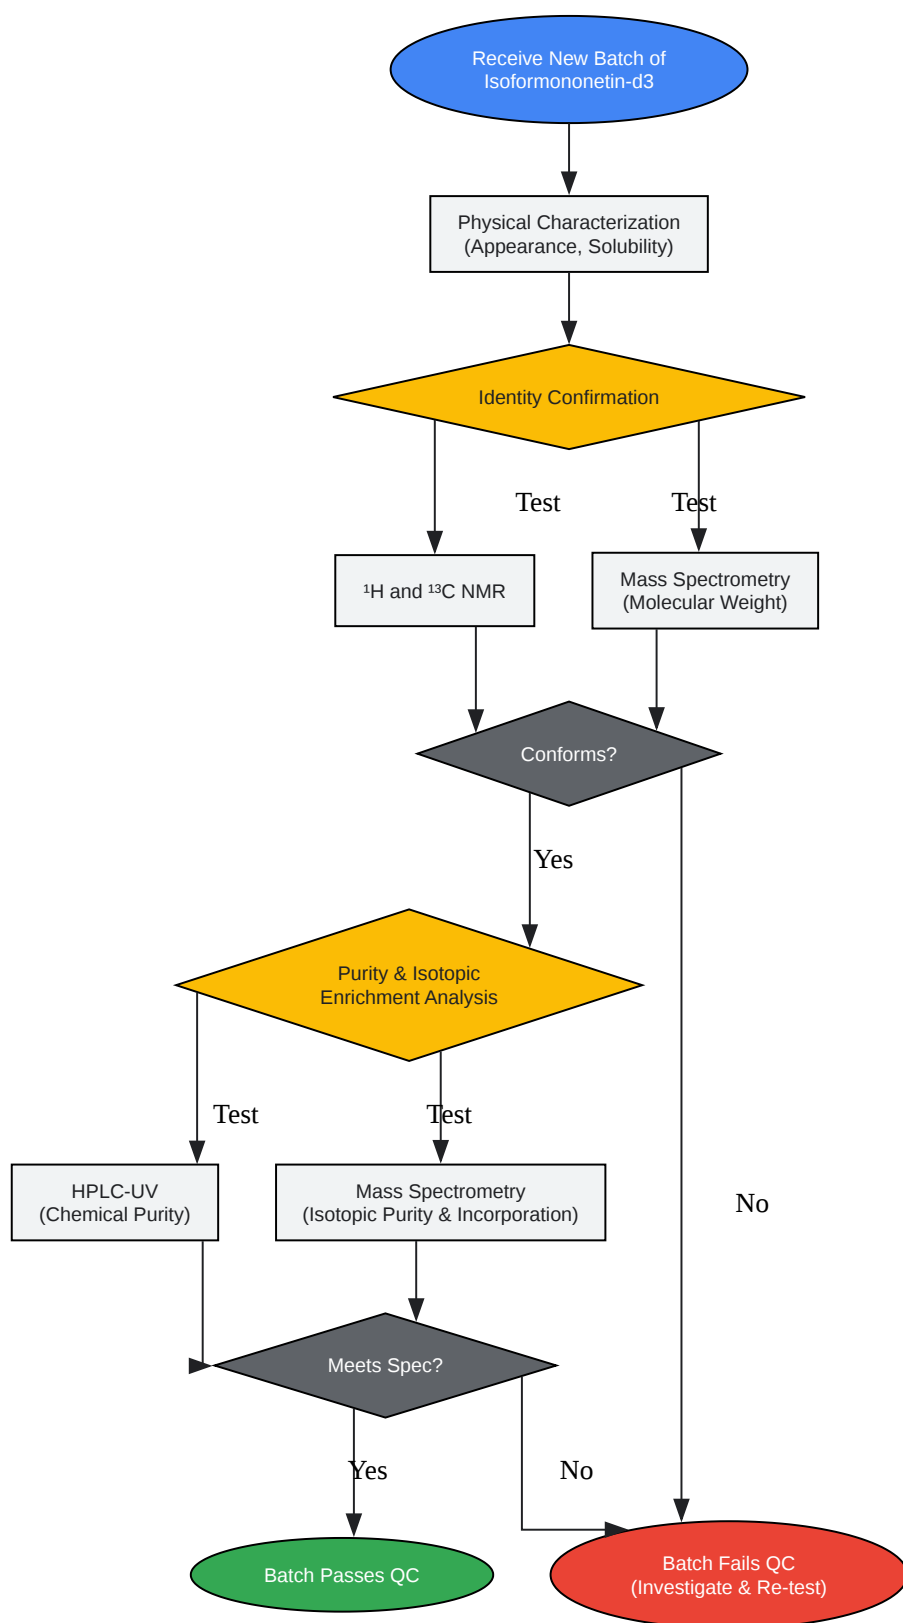 Receive New Batch of
Isoformononetin-d3
Physical Characterization
(Appearance, Solubility)
Identity Confirmation
Test
Test
¹H and ¹³C NMR
Mass Spectrometry
(Molecular Weight)
Conforms?
Yes
Purity & Isotopic
Enrichment Analysis
Test
Test
HPLC-UV
(Chemical Purity)
Mass Spectrometry
(Isotopic Purity & Incorporation)
No
Meets Spec?
Yes
No
Batch Passes QC
Batch Fails QC
(Investigate & Re-test)